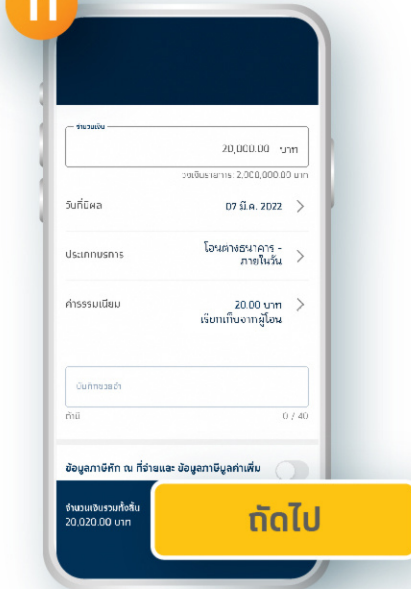 11
จำนวนเงิน
20,000.00 บาท
วงเงินรายการ: 2,000,000.00 บาท
วันที่มีผล 07 มี.ค. 2022
ประเภทบริการ โอนต่างธนาคาร -
ภายในวัน
ค่าธรรมเนียม 20.00 บาท
เรียกเก็บจากผู้โอน
บันทึกช่วยจำ
ถ้ามี 0 / 40
ข้อมูลภาษีหัก ณ ที่จ่ายและ ข้อมูลภาษีมูลค่าเพิ่ม
จำนวนเงินรวมทั้งสิ้น
20,020.00 บาท
ถัดไป